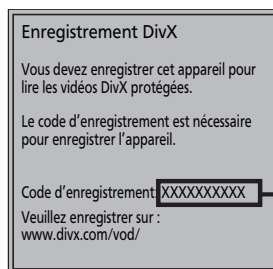 Enregistrement DivX
Vous devez enregistrer cet appareil pour
lire les vidéos DivX protégées.
Le code d'enregistrement est nécessaire
pour enregistrer l'appareil.
Code d'enregistrement: XXXXXXXXXX
Veuillez enregistrer sur :
www.divx.com/vod/